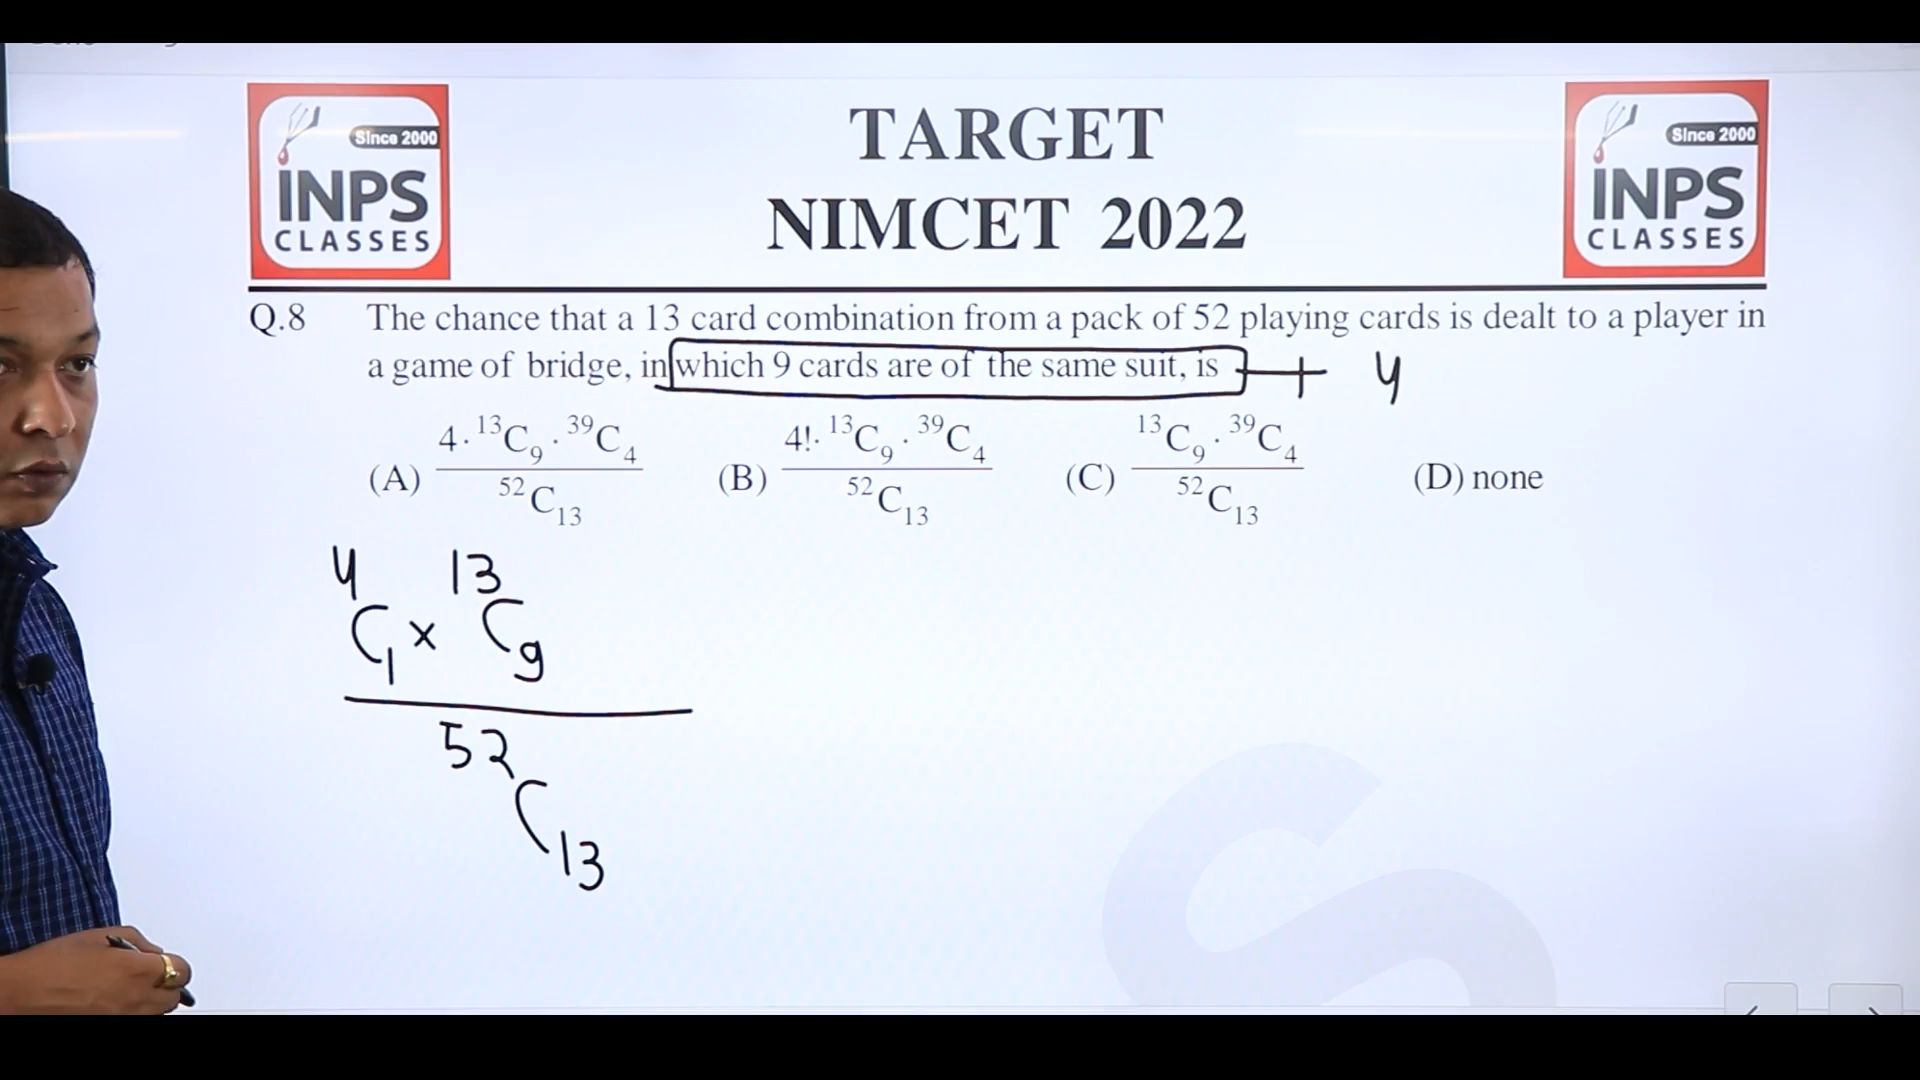 Since 2000
INPS
CLASSES
TARGET
NIMCET 2022
Since 2000
INPS
CLASSES
Q.8 The chance that a 13 card combination from a pack of 52 playing cards is dealt to a player in
a game of bridge, in which 9 cards are of the same suit, is + 4
(A) 4·¹³C₉·³⁹C₄ / ⁵²C₁₃ (B) 4!·¹³C₉·³⁹C₄ / ⁵²C₁₃ (C) ¹³C₉·³⁹C₄ / ⁵²C₁₃ (D) none
⁴C₁ × ¹³C₉
⁵²C₁₃